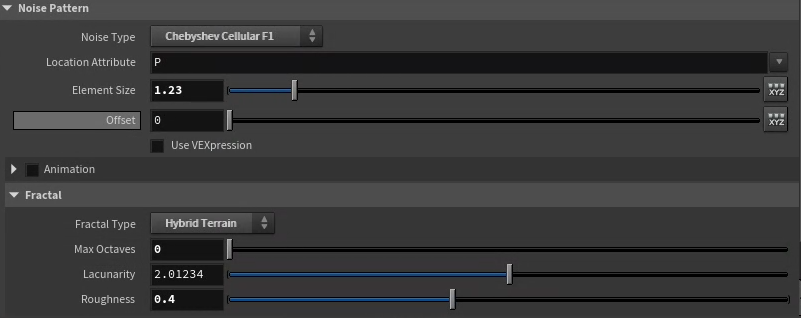 Noise Pattern
Noise Type Chebyshev Cellular F1
Location Attribute P
Element Size 1.23 XYZ
Offset 0 XYZ
Use VEXpression
Animation
Fractal
Fractal Type Hybrid Terrain
Max Octaves 0
Lacunarity 2.01234
Roughness 0.4